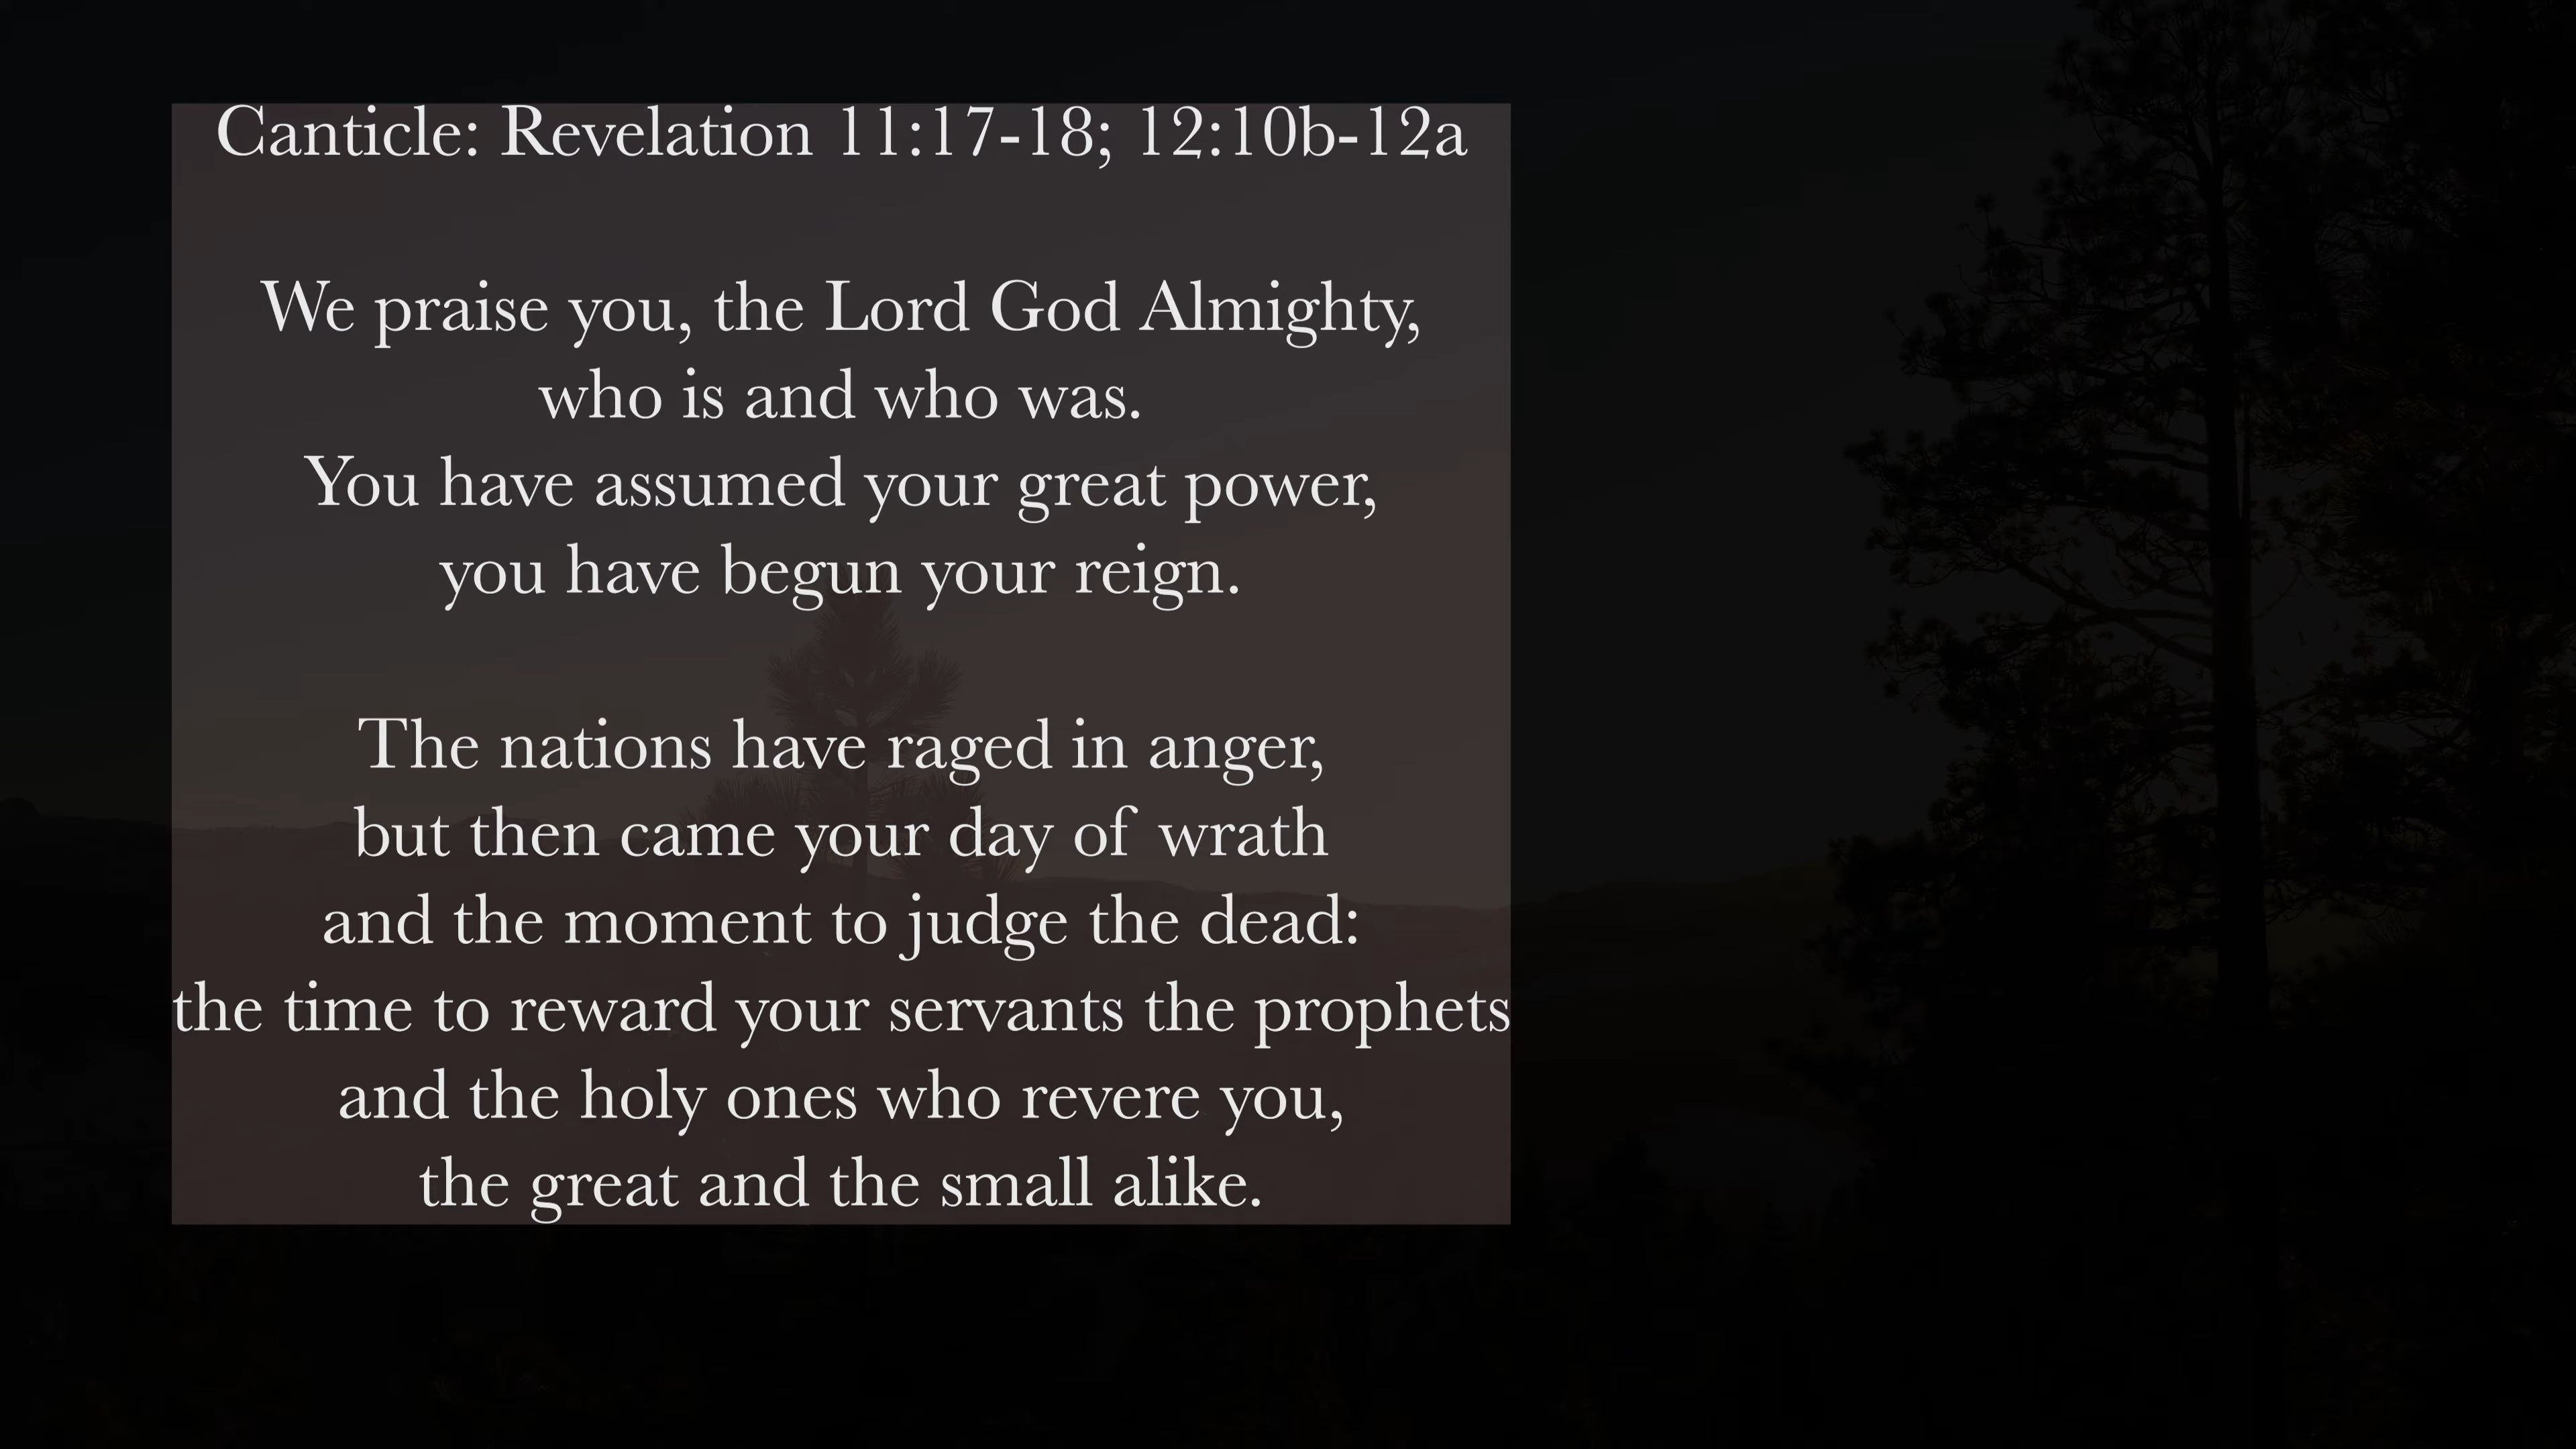 Canticle: Revelation 11:17-18; 12:10b-12a
We praise you, the Lord God Almighty,
who is and who was.
You have assumed your great power,
you have begun your reign.
The nations have raged in anger,
but then came your day of wrath
and the moment to judge the dead:
the time to reward your servants the prophets
and the holy ones who revere you,
the great and the small alike.